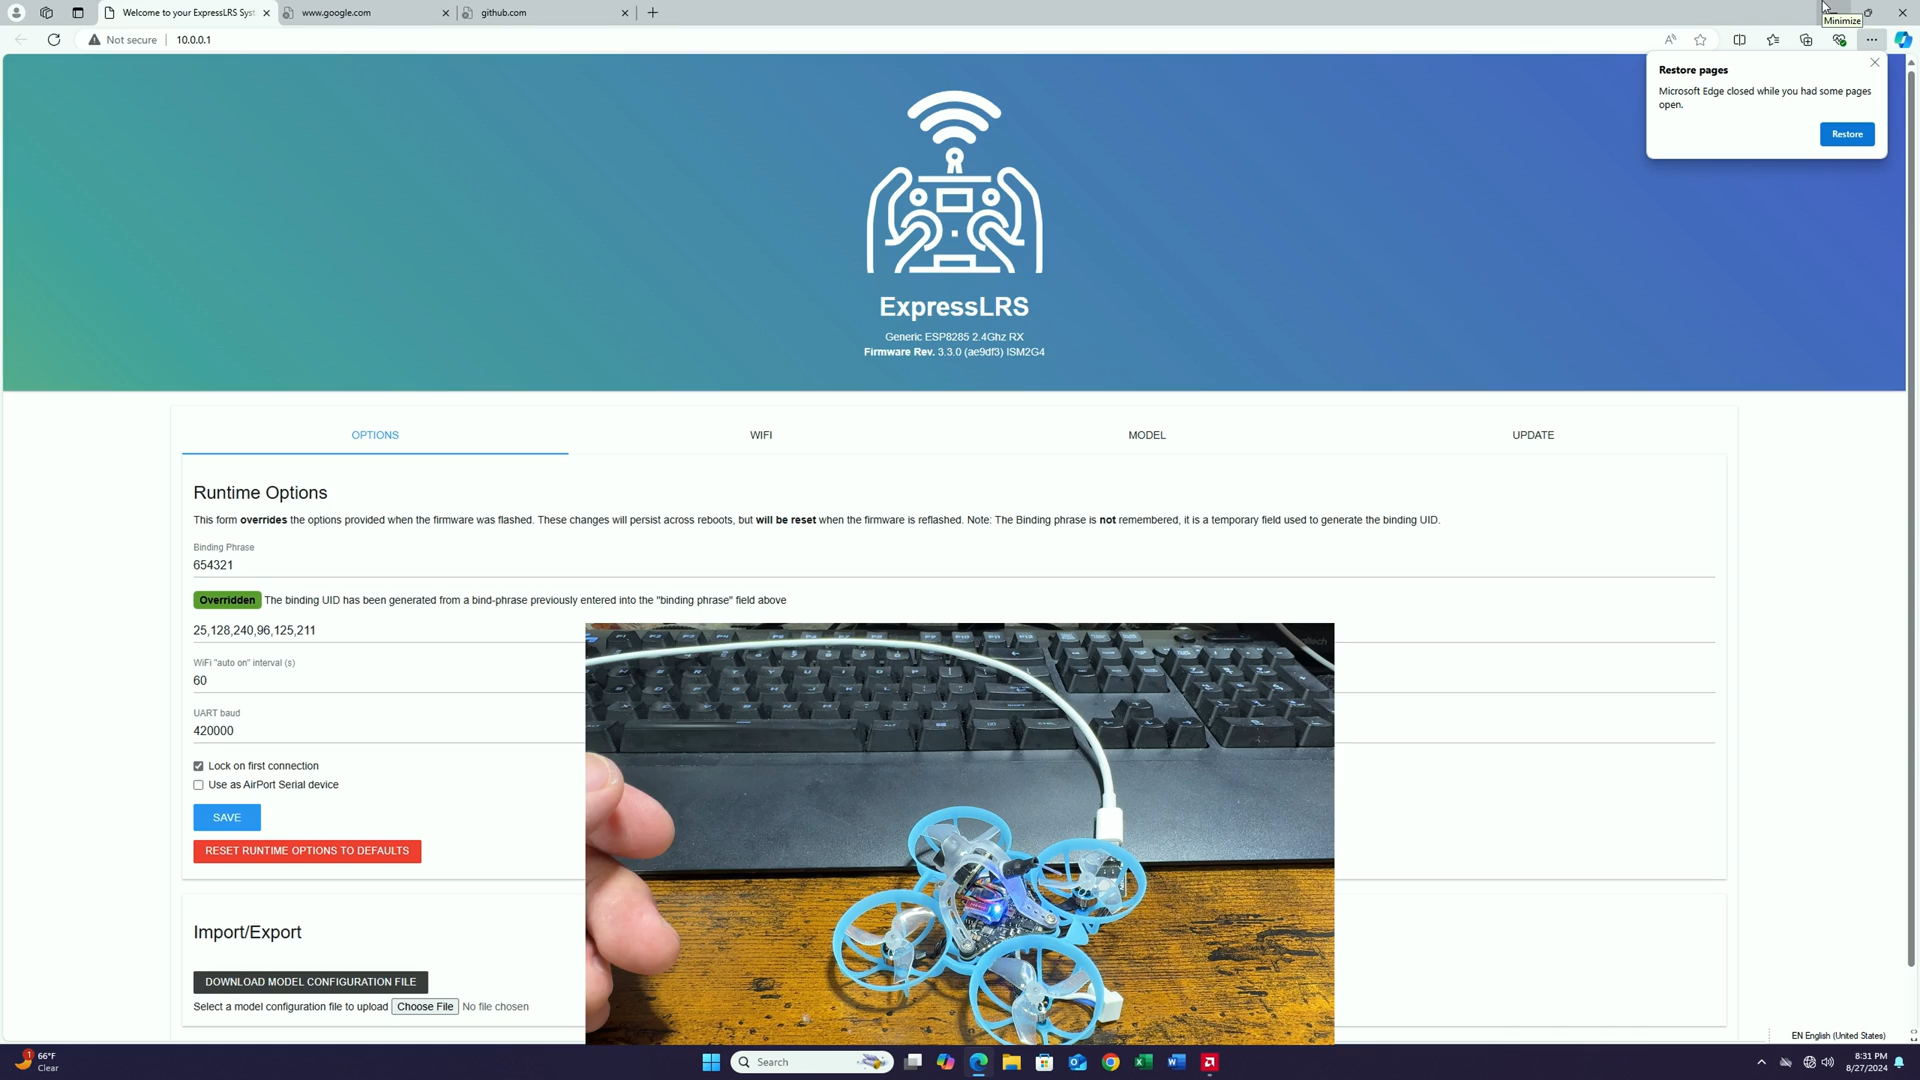 Welcome to your ExpressLRS Syst
www.google.com
github.com
Minimize
Not secure
10.0.0.1
Restore pages
Microsoft Edge closed while you had some pages
open.
Restore
ExpressLRS
Generic ESP8285 2.4Ghz RX
Firmware Rev. 3.3.0 (ae9df3) ISM2G4
OPTIONS
WIFI
MODEL
UPDATE
Runtime Options
This form overrides the options provided when the firmware was flashed. These changes will persist across reboots, but will be reset when the firmware is reflashed. Note: The Binding phrase is not remembered, it is a temporary field used to generate the binding UID.
Binding Phrase
654321
Overridden The binding UID has been generated from a bind-phrase previously entered into the "binding phrase" field above
25,128,240,96,125,211
WiFi "auto on" interval (s)
60
UART baud
420000
Lock on first connection
Use as AirPort Serial device
SAVE
RESET RUNTIME OPTIONS TO DEFAULTS
Import/Export
DOWNLOAD MODEL CONFIGURATION FILE
Select a model configuration file to upload Choose File No file chosen
EN English (United States)
1
66°F
Clear
Search
8:31 PM
8/27/2024